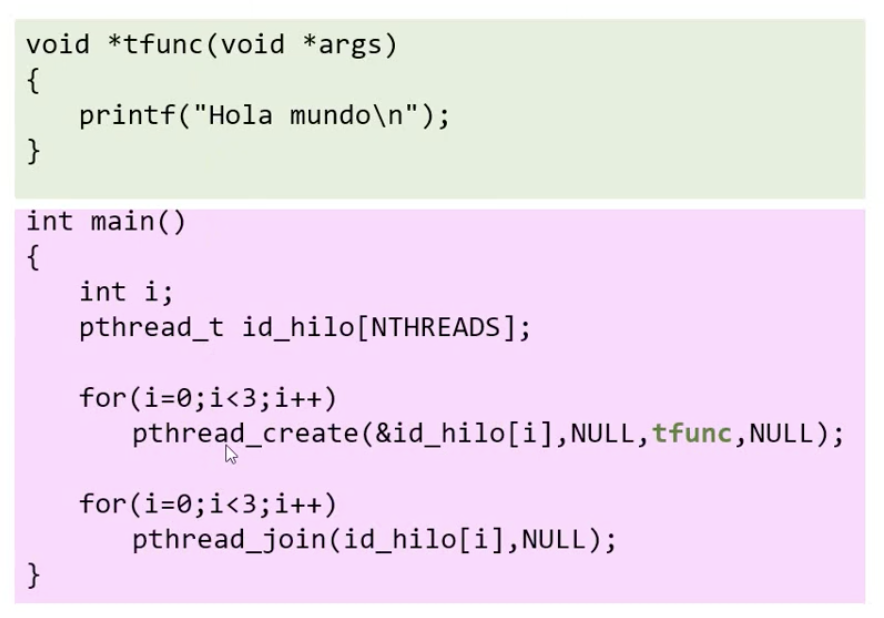 void *tfunc(void *args)
{
printf("Hola mundo\n");
}
int main()
{
int i;
pthread_t id_hilo[NTHREADS];
for(i=0;i<3;i++)
pthread_create(&id_hilo[i],NULL,tfunc,NULL);
for(i=0;i<3;i++)
pthread_join(id_hilo[i],NULL);
}